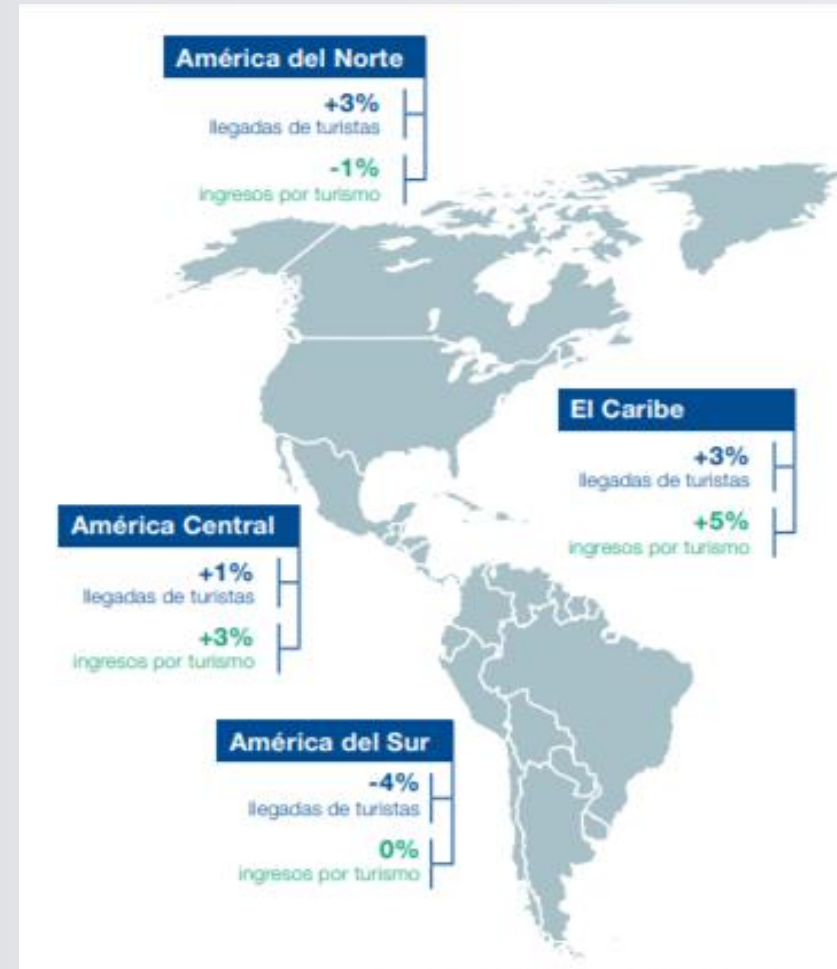 América del Norte
+3%
llegadas de turistas
-1%
ingresos por turismo
El Caribe
+3%
llegadas de turistas
+5%
ingresos por turismo
América Central
+1%
llegadas de turistas
+3%
ingresos por turismo
América del Sur
-4%
llegadas de turistas
0%
ingresos por turismo